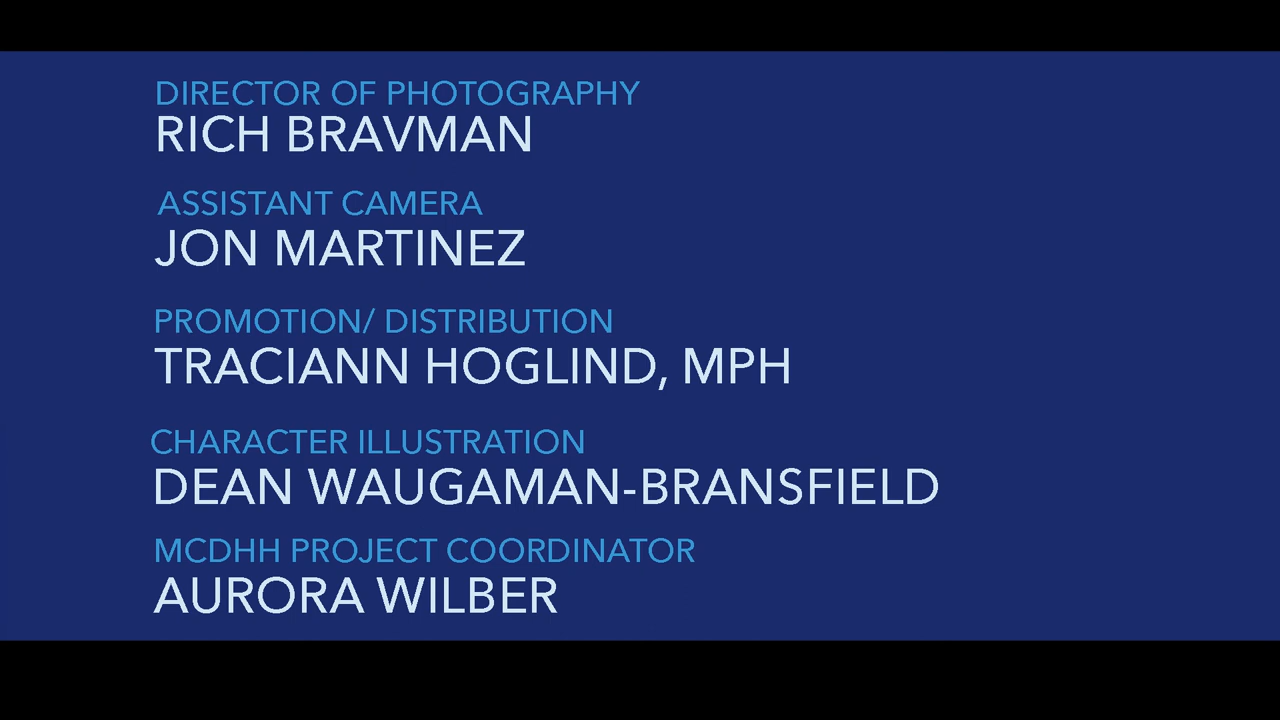 DIRECTOR OF PHOTOGRAPHY
RICH BRAVMAN
ASSISTANT CAMERA
JON MARTINEZ
PROMOTION/ DISTRIBUTION
TRACIANN HOGLIND, MPH
CHARACTER ILLUSTRATION
DEAN WAUGAMAN-BRANSFIELD
MCDHH PROJECT COORDINATOR
AURORA WILBER